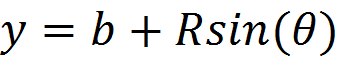 y = b + Rsin(θ)